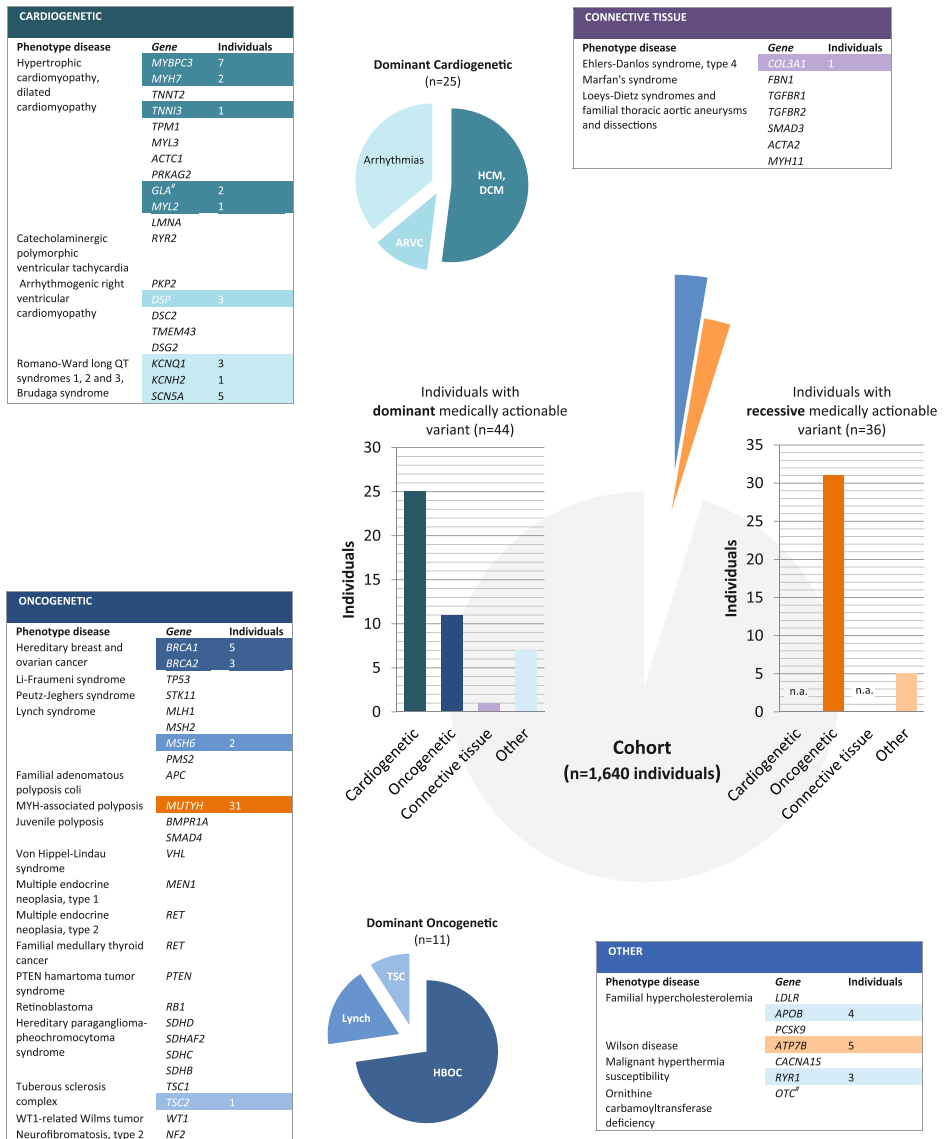 CARDIOGENETIC
Phenotype disease Gene Individuals
Hypertrophic MYBPC3 7
cardiomyopathy, MYH7 2
dilated TNNT2
cardiomyopathy TNNI3 1
TPM1
MYL3
ACTC1
PRKAG2
GLA# 2
MYL2 1
LMNA
Catecholaminergic RYR2
polymorphic
ventricular tachycardia
Arrhythmogenic right PKP2
ventricular DSP 3
cardiomyopathy DSC2
TMEM43
DSG2
Romano-Ward long QT KCNQ1 3
syndromes 1, 2 and 3, KCNH2 1
Brudaga syndrome SCN5A 5
Dominant Cardiogenetic
(n=25)
Arrhythmias
HCM,
DCM
ARVC
CONNECTIVE TISSUE
Phenotype disease Gene Individuals
Ehlers-Danlos syndrome, type 4 COL3A1 1
Marfan's syndrome FBN1
Loeys-Dietz syndromes and TGFBR1
familial thoracic aortic aneurysms TGFBR2
and dissections SMAD3
ACTA2
MYH11
Individuals with
dominant medically actionable
variant (n=44)
Individuals
30
25
20
15
10
5
0
Cardiogenetic
Oncogenetic
Connective tissue
Other
Individuals with
recessive medically actionable
variant (n=36)
Individuals
35
30
25
20
15
10
5
0
n.a.
n.a.
Cardiogenetic
Oncogenetic
Connective tissue
Other
Cohort
(n=1,640 individuals)
ONCOGENETIC
Phenotype disease Gene Individuals
Hereditary breast and BRCA1 5
ovarian cancer BRCA2 3
Li-Fraumeni syndrome TP53
Peutz-Jeghers syndrome STK11
Lynch syndrome MLH1
MSH2
MSH6 2
PMS2
Familial adenomatous APC
polyposis coli
MYH-associated polyposis MUTYH 31
Juvenile polyposis BMPR1A
SMAD4
Von Hippel-Lindau VHL
syndrome
Multiple endocrine MEN1
neoplasia, type 1
Multiple endocrine RET
neoplasia, type 2
Familial medullary thyroid RET
cancer
PTEN hamartoma tumor PTEN
syndrome
Retinoblastoma RB1
Hereditary paraganglioma- SDHD
pheochromocytoma SDHAF2
syndrome SDHC
SDHB
Tuberous sclerosis TSC1
complex TSC2 1
WT1-related Wilms tumor WT1
Neurofibromatosis, type 2 NF2
Dominant Oncogenetic
(n=11)
TSC
Lynch
HBOC
OTHER
Phenotype disease Gene Individuals
Familial hypercholesterolemia LDLR
APOB 4
PCSK9
Wilson disease ATP7B 5
Malignant hyperthermia CACNA1S
susceptibility RYR1 3
Ornithine OTC#
carbamoyltransferase
deficiency